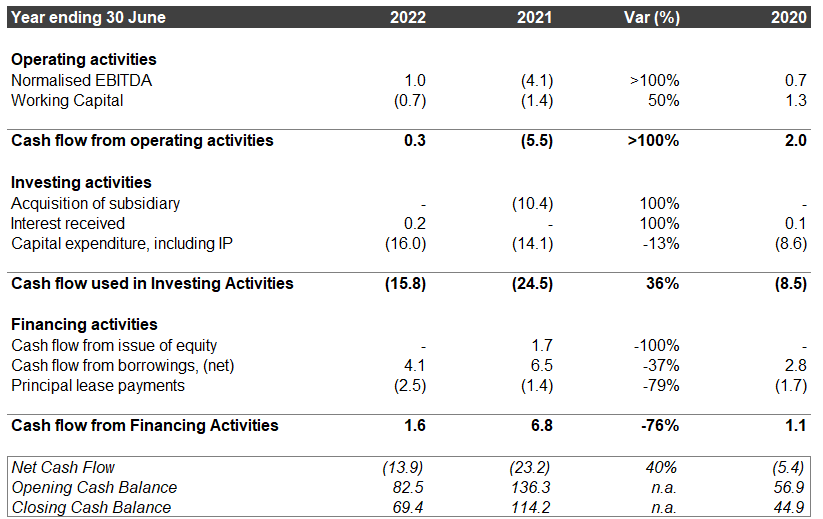 Year ending 30 June 2022 2021 Var (%) 2020
Operating activities
Normalised EBITDA 1.0 (4.1) >100% 0.7
Working Capital (0.7) (1.4) 50% 1.3
Cash flow from operating activities 0.3 (5.5) >100% 2.0
Investing activities
Acquisition of subsidiary - (10.4) 100% -
Interest received 0.2 - 100% 0.1
Capital expenditure, including IP (16.0) (14.1) -13% (8.6)
Cash flow used in Investing Activities (15.8) (24.5) 36% (8.5)
Financing activities
Cash flow from issue of equity - 1.7 -100% -
Cash flow from borrowings, (net) 4.1 6.5 -37% 2.8
Principal lease payments (2.5) (1.4) -79% (1.7)
Cash flow from Financing Activities 1.6 6.8 -76% 1.1
Net Cash Flow (13.9) (23.2) 40% (5.4)
Opening Cash Balance 82.5 136.3 n.a. 56.9
Closing Cash Balance 69.4 114.2 n.a. 44.9